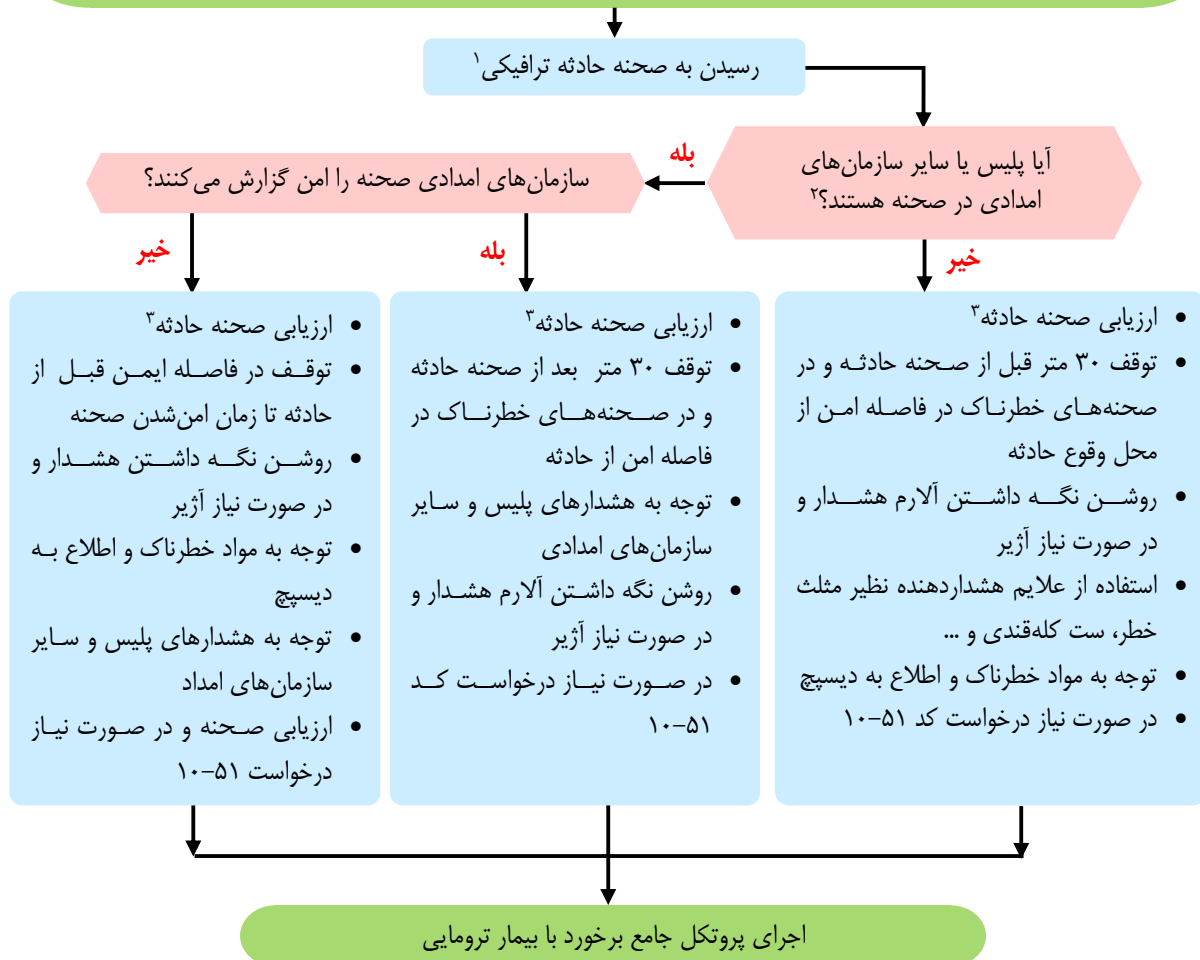 رسیدن به صحنه حادثه ترافیکی۱
آیا پلیس یا سایر سازمان‌های
امدادی در صحنه هستند؟۲
بله
سازمان‌های امدادی صحنه را امن گزارش می‌کنند؟
خیر
بله
خیر
• ارزیابی صحنه حادثه۳
• توقف ۳۰ متر قبل از صحنه حادثه و در
صحنه‌های خطرناک در فاصله امن از
محل وقوع حادثه
• روشن نگه داشتن آلارم هشدار و
در صورت نیاز آژیر
• استفاده از علایم هشداردهنده نظیر مثلث
خطر، ست کله‌قندی و ...
• توجه به مواد خطرناک و اطلاع به دیسپچ
• در صورت نیاز درخواست کد ۵۱-۱۰
• ارزیابی صحنه حادثه۳
• توقف ۳۰ متر بعد از صحنه حادثه
و در صحنه‌های خطرناک در
فاصله امن از حادثه
• توجه به هشدارهای پلیس و سایر
سازمان‌های امدادی
• روشن نگه داشتن آلارم هشدار و
در صورت نیاز آژیر
• در صورت نیاز درخواست کد
۵۱-۱۰
• ارزیابی صحنه حادثه۳
• توقف در فاصله ایمن قبل از
حادثه تا زمان امن‌شدن صحنه
• روشن نگه داشتن هشدار و
در صورت نیاز آژیر
• توجه به مواد خطرناک و اطلاع به
دیسپچ
• توجه به هشدارهای پلیس و سایر
سازمان‌های امداد
• ارزیابی صحنه و در صورت نیاز
درخواست ۵۱-۱۰
اجرای پروتکل جامع برخورد با بیمار ترومایی